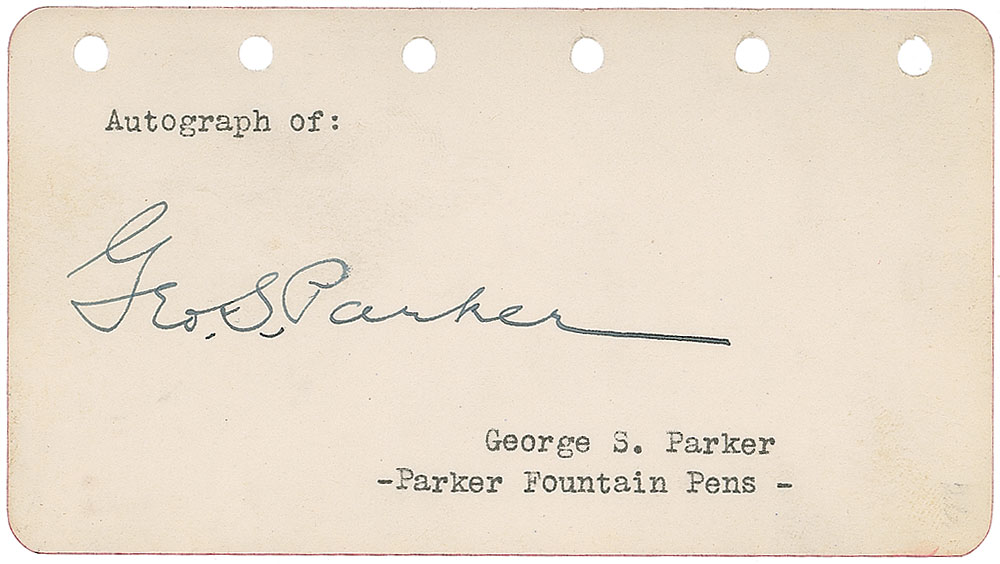 Autograph of:
Geo. S. Parker
George S. Parker
-Parker Fountain Pens -